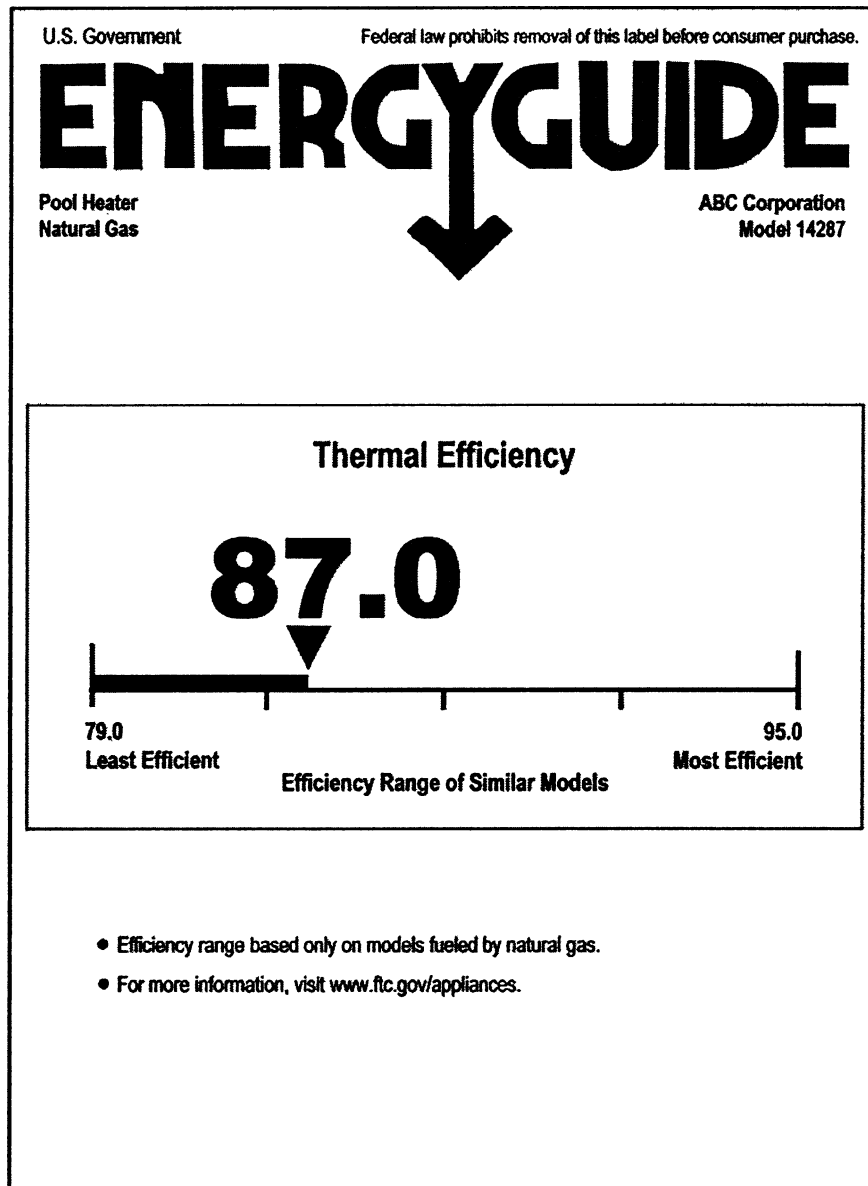 U.S. Government Federal law prohibits removal of this label before consumer purchase.
ENERGYGUIDE
Pool Heater
Natural Gas
ABC Corporation
Model 14287
Thermal Efficiency
87.0
79.0 95.0
Least Efficient Most Efficient
Efficiency Range of Similar Models
• Efficiency range based only on models fueled by natural gas.
• For more information, visit www.ftc.gov/appliances.